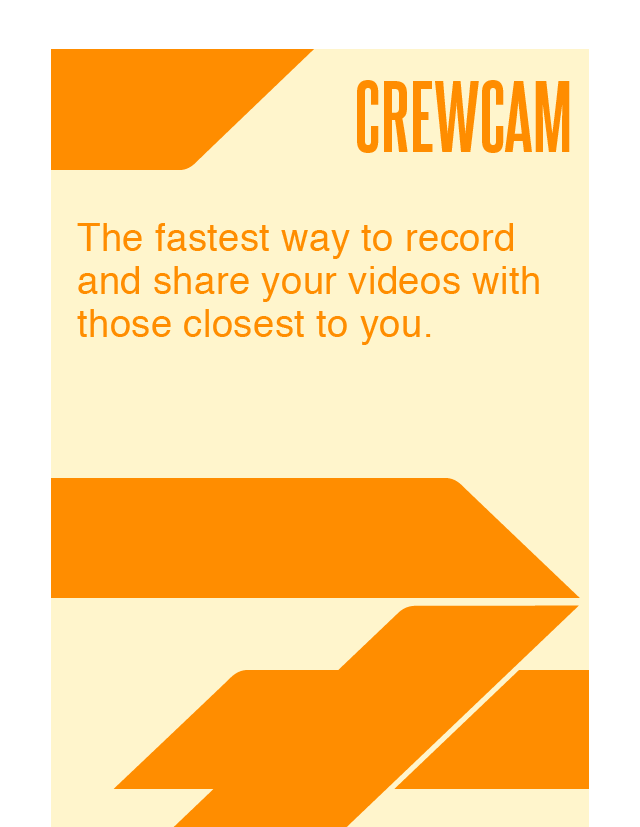 CREWCAM
The fastest way to record
and share your videos with
those closest to you.